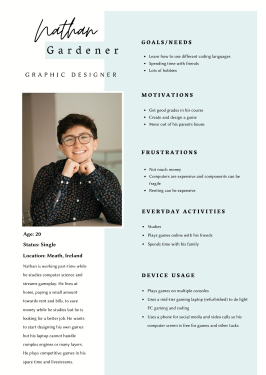 Nathan
Gardener
GRAPHIC DESIGNER
Age: 20
Status: Single
Location: Meath, Ireland
Nathan is working part-time while
he studies computer science and
streams gameplay. He lives at
home, paying a small amount
towards rent and bills, to save
money while he studies but he is
looking for a better job. He wants
to start designing his own games
but his laptop cannot handle
complex engines or many layers.
He plays competitive games in his
spare time and livestreams.
GOALS/NEEDS
• Learn how to use different coding languages
• Spending time with friends
• Lots of hobbies
MOTIVATIONS
• Get good grades in his course
• Create and design a game
• Move out of his parent's house
FRUSTRATIONS
• Not much money
• Computers are expensive and components can be
fragile
• Renting can be expensive
EVERYDAY ACTIVITIES
• Studies
• Plays games online with his friends
• Spends time with his family
DEVICE USAGE
• Plays games on multiple consoles
• Uses a mid-tier gaming laptop (refurbished) to do light
PC gaming and coding
• Uses a phone for social media and video calls as his
computer screen is free for games and other tasks